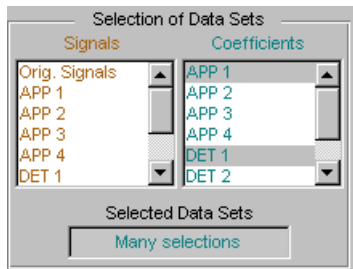 Selection of Data Sets
Signals Coefficients
Orig. Signals APP 1
APP 1 APP 2
APP 2 APP 3
APP 3 APP 4
APP 4 DET 1
DET 1 DET 2
Selected Data Sets
Many selections